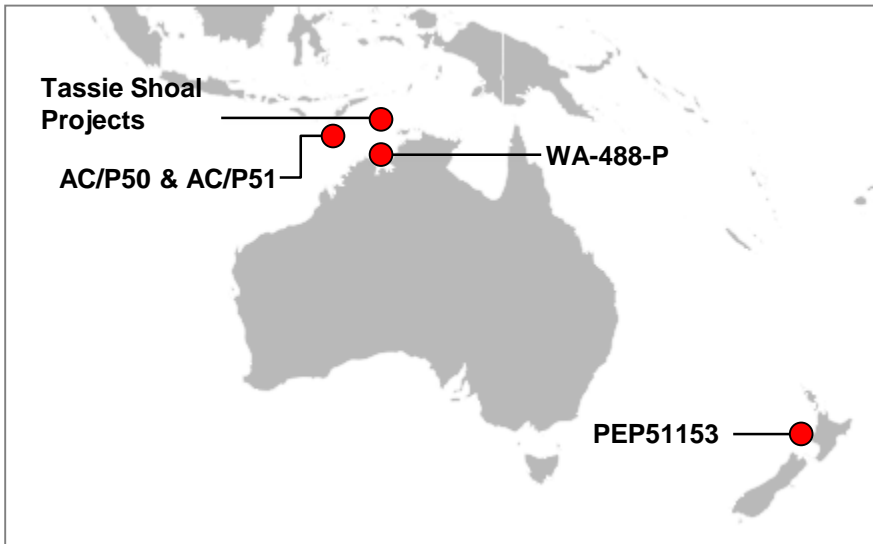 Tassie Shoal
Projects
AC/P50 & AC/P51
WA-488-P
PEP51153